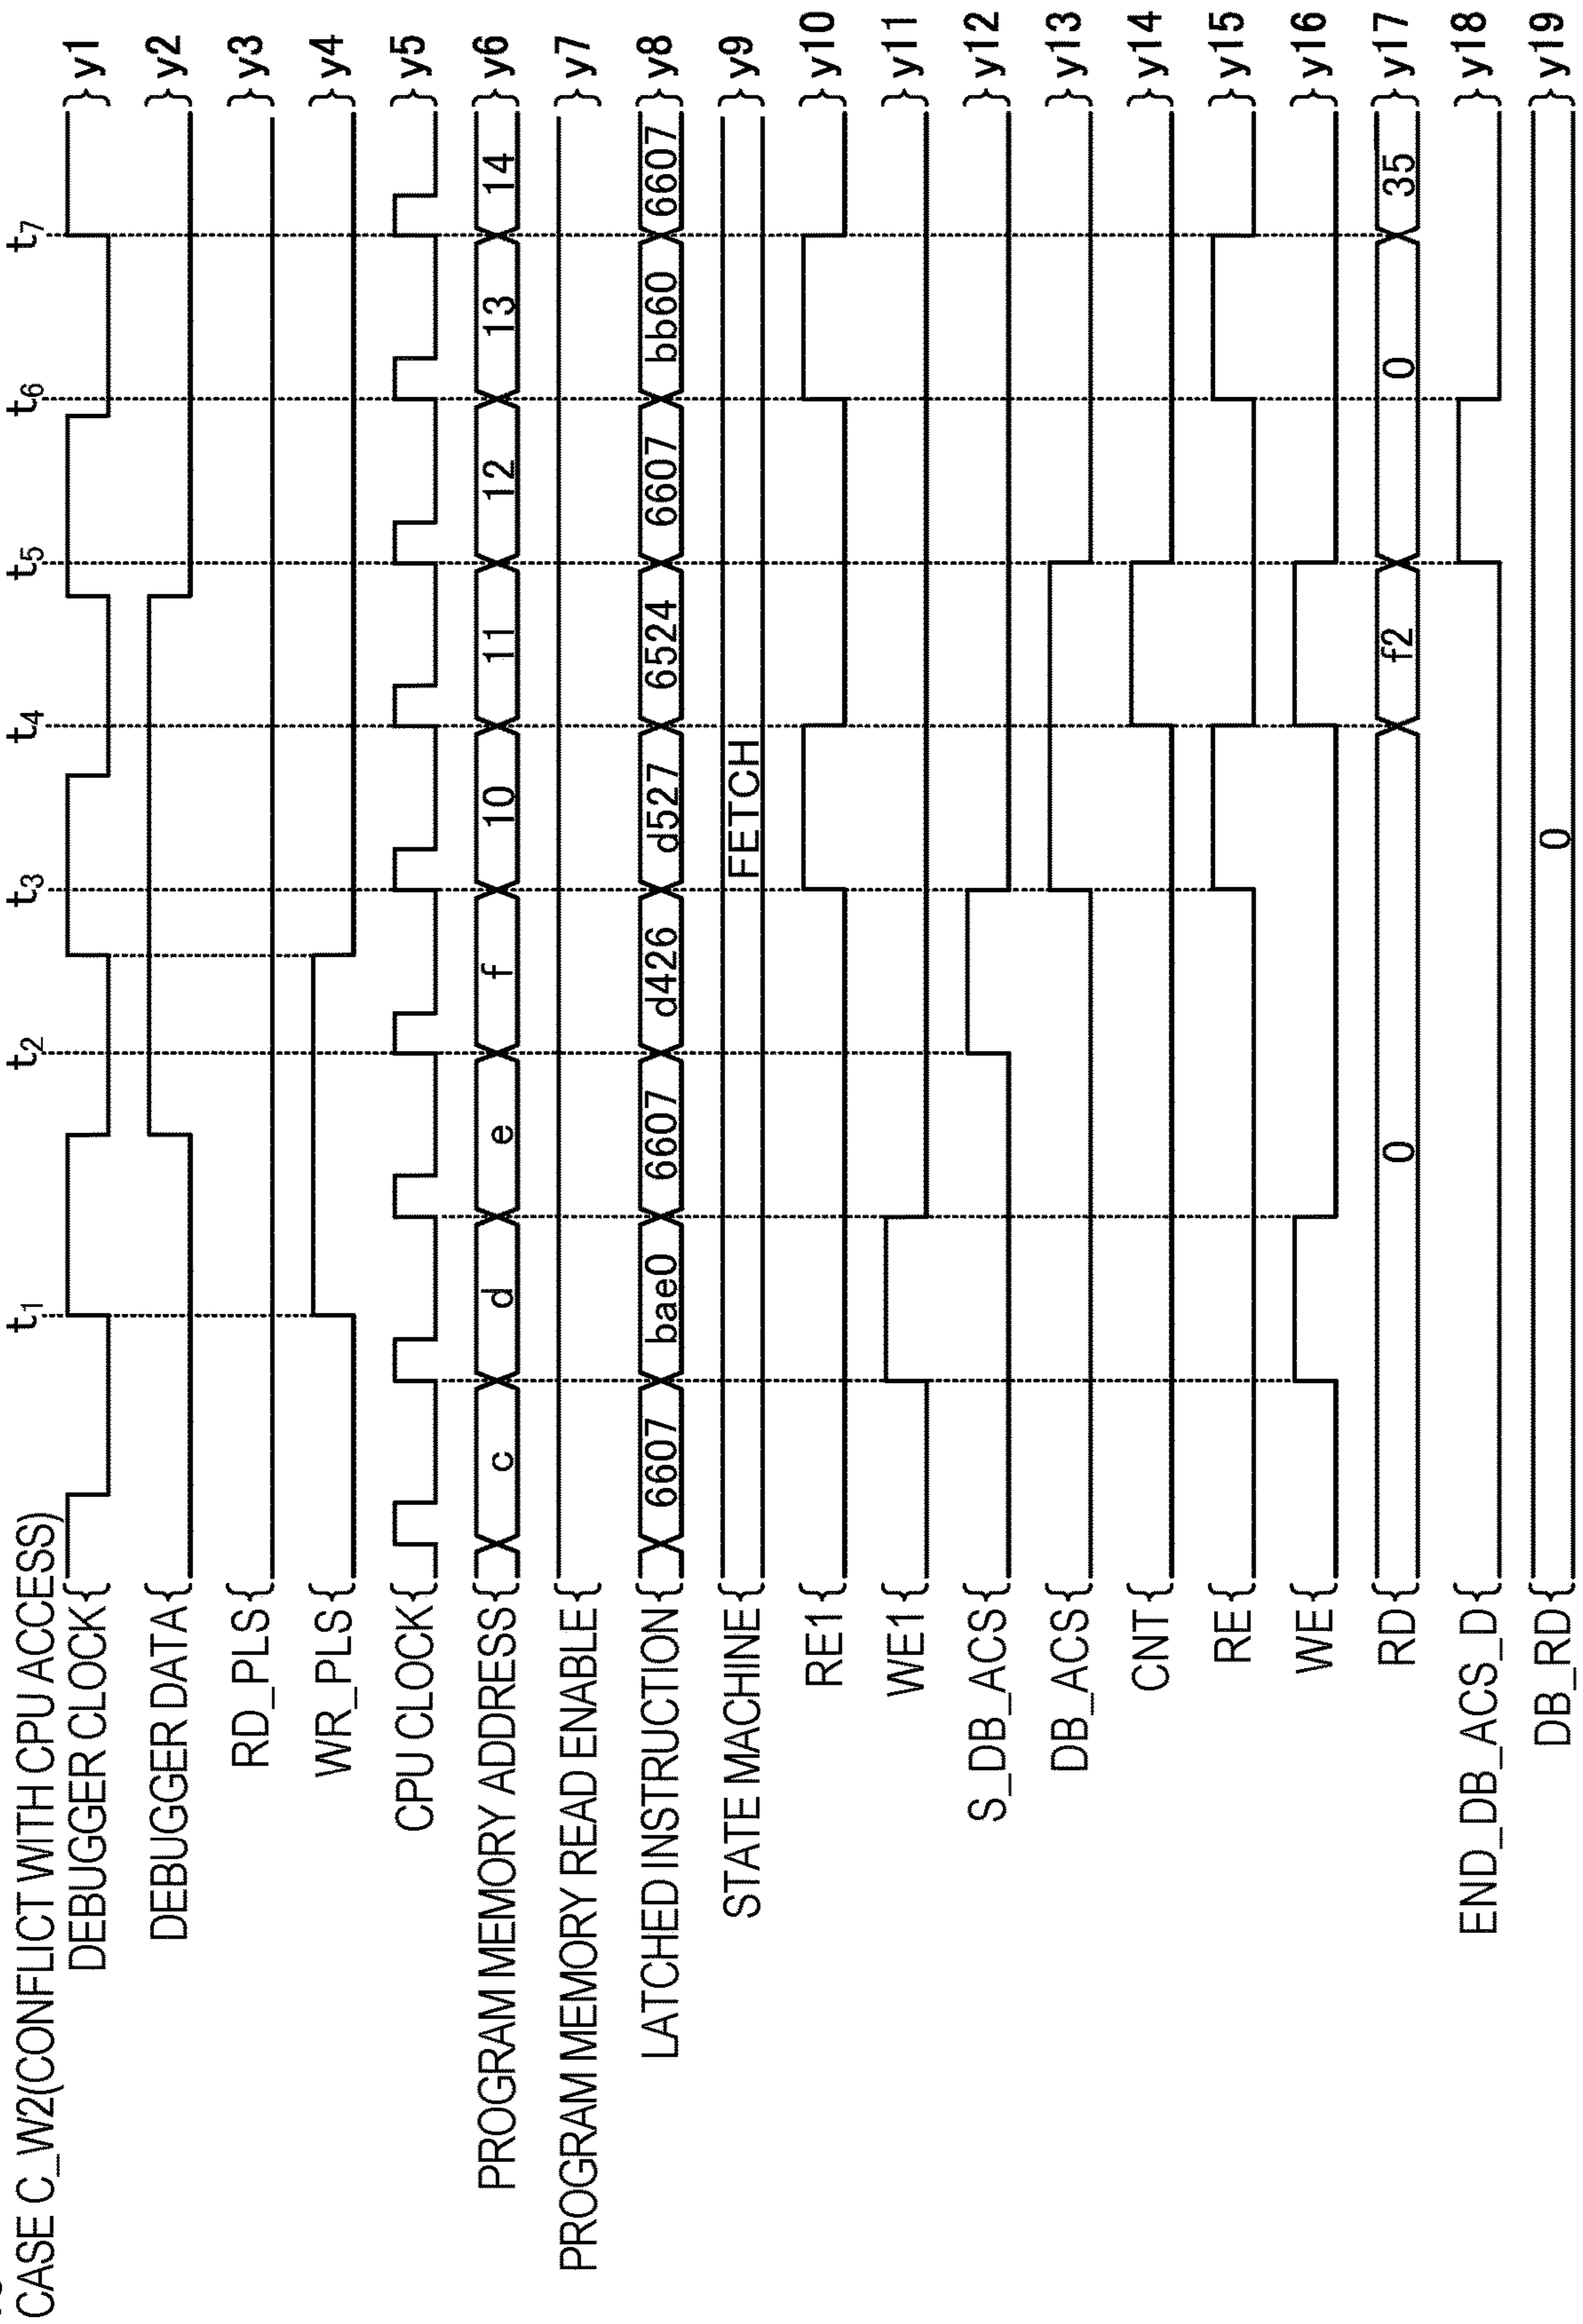 CASE C_W2(CONFLICT WITH CPU ACCESS)
t1 t2 t3 t4 t5 t6 t7
DEBUGGER CLOCK y1
DEBUGGER DATA y2
RD_PLS y3
WR_PLS y4
CPU CLOCK y5
PROGRAM MEMORY ADDRESS c d e f 10 11 12 13 14 y6
PROGRAM MEMORY READ ENABLE y7
LATCHED INSTRUCTION 6607 bae0 6607 d426 d527 6524 6607 bb60 6607 y8
STATE MACHINE FETCH y9
RE1 y10
WE1 y11
S_DB_ACS y12
DB_ACS y13
CNT y14
RE y15
WE y16
RD 0 f2 0 35 y17
END_DB_ACS_D y18
DB_RD 0 y19